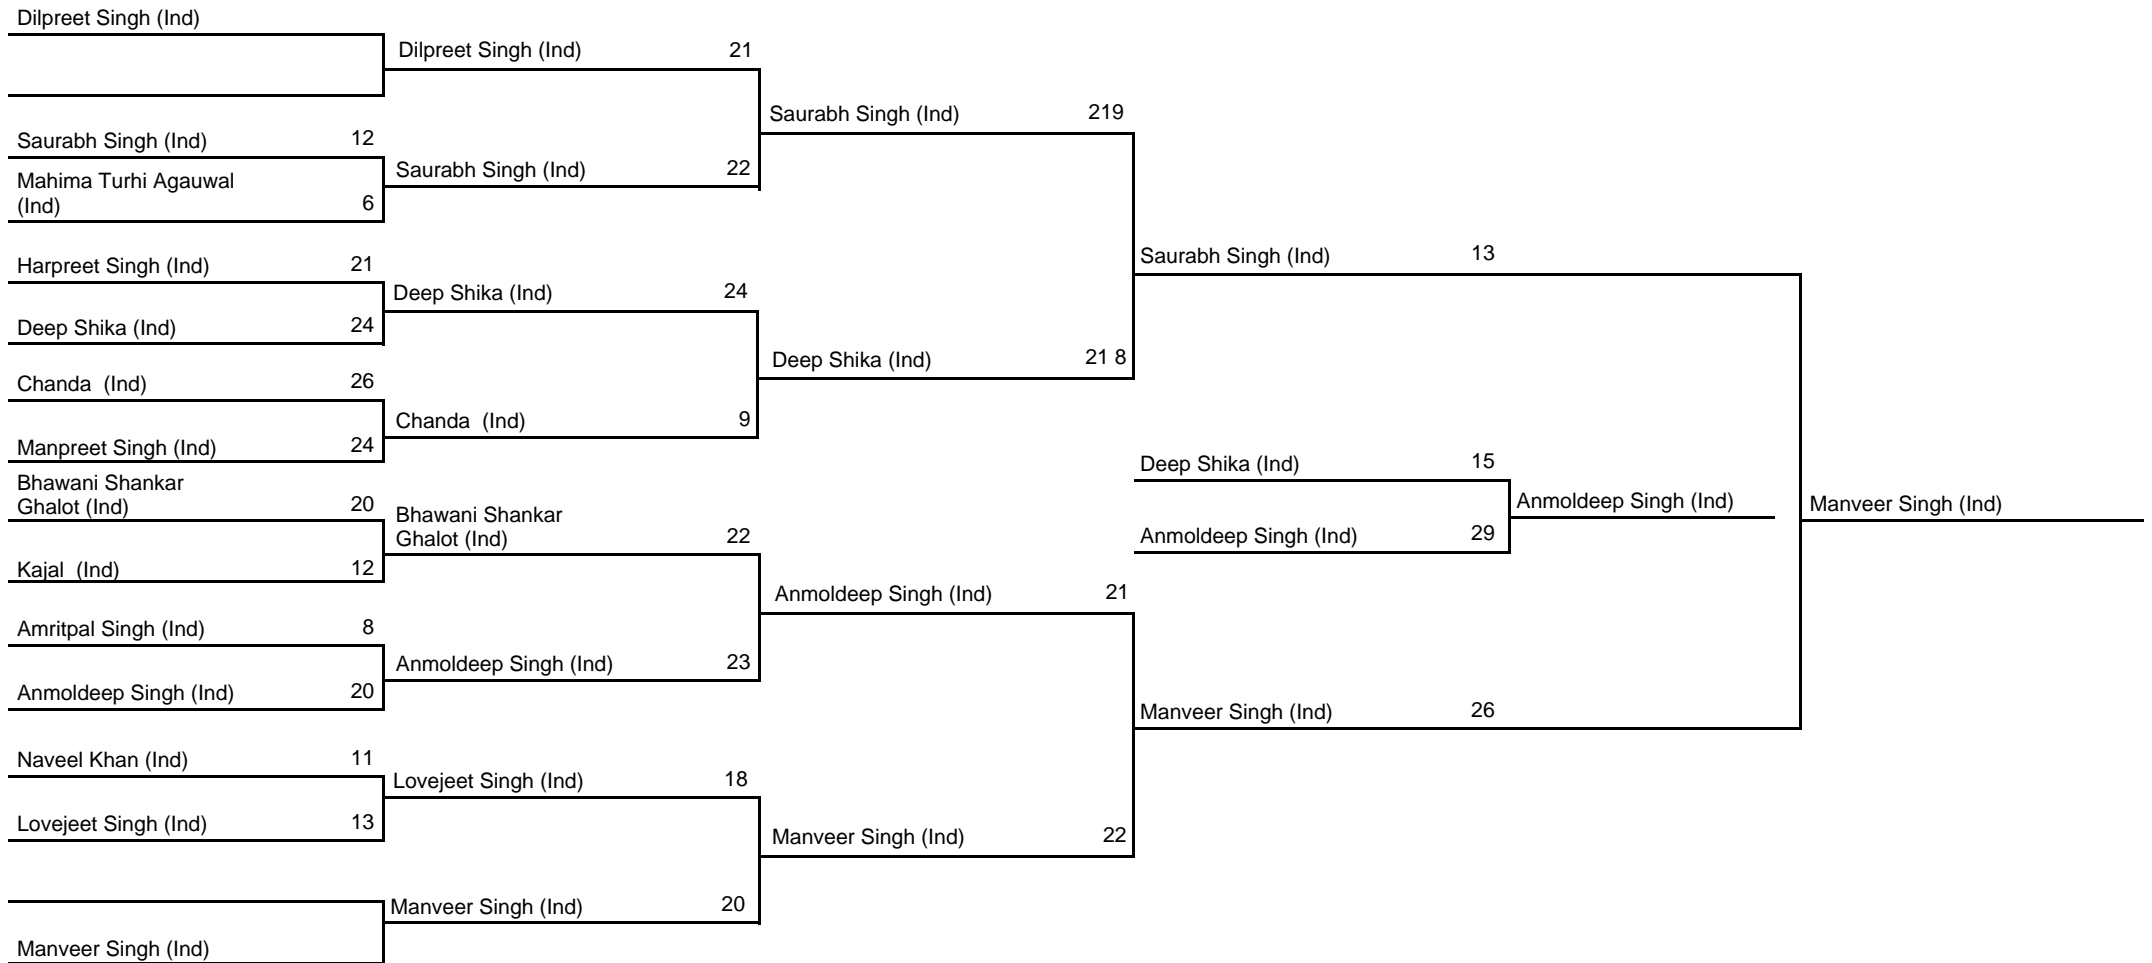 Dilpreet Singh (Ind)
Saurabh Singh (Ind) 12
Mahima Turhi Agauwal
(Ind) 6
Harpreet Singh (Ind) 21
Deep Shika (Ind) 24
Chanda  (Ind) 26
Manpreet Singh (Ind) 24
Bhawani Shankar
Ghalot (Ind) 20
Kajal  (Ind) 12
Amritpal Singh (Ind) 8
Anmoldeep Singh (Ind) 20
Naveel Khan (Ind) 11
Lovejeet Singh (Ind) 13
Manveer Singh (Ind)
Dilpreet Singh (Ind) 21
Saurabh Singh (Ind) 22
Deep Shika (Ind) 24
Chanda  (Ind) 9
Bhawani Shankar
Ghalot (Ind) 22
Anmoldeep Singh (Ind) 23
Lovejeet Singh (Ind) 18
Manveer Singh (Ind) 20
Saurabh Singh (Ind) 219
Deep Shika (Ind) 21 8
Anmoldeep Singh (Ind) 21
Manveer Singh (Ind) 22
Saurabh Singh (Ind) 13
Deep Shika (Ind) 15
Anmoldeep Singh (Ind) 29
Manveer Singh (Ind) 26
Anmoldeep Singh (Ind)
Manveer Singh (Ind)